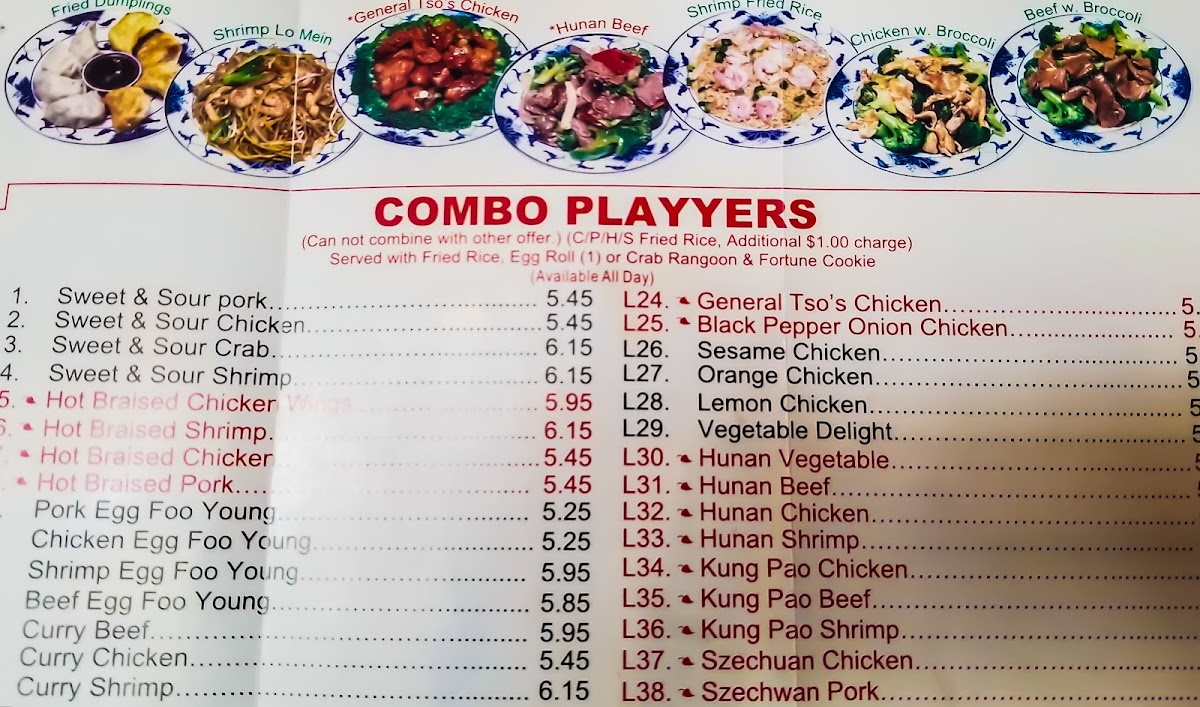 Fried Dumplings
Shrimp Lo Mein
*General Tso's Chicken
*Hunan Beef
Shrimp Fried Rice
Chicken w. Broccoli
Beef w. Broccoli
COMBO PLAYYERS
(Can not combine with other offer.) (C/P/H/S Fried Rice, Additional $1.00 charge)
Served with Fried Rice, Egg Roll (1) or Crab Rangoon & Fortune Cookie
(Available All Day)
1. Sweet & Sour pork 5.45
2. Sweet & Sour Chicken 5.45
3. Sweet & Sour Crab 6.15
4. Sweet & Sour Shrimp 6.15
5. Hot Braised Chicken Wings 5.95
6. Hot Braised Shrimp 6.15
Hot Braised Chicken 5.45
Hot Braised Pork 5.45
Pork Egg Foo Young 5.25
Chicken Egg Foo Young 5.25
Shrimp Egg Foo Young 5.95
Beef Egg Foo Young 5.85
Curry Beef 5.95
Curry Chicken 5.45
Curry Shrimp 6.15
L24. General Tso's Chicken 5.
L25. Black Pepper Onion Chicken 5.
L26. Sesame Chicken 5
L27. Orange Chicken 5
L28. Lemon Chicken 5
L29. Vegetable Delight 5
L30. Hunan Vegetable
L31. Hunan Beef
L32. Hunan Chicken
L33. Hunan Shrimp
L34. Kung Pao Chicken
L35. Kung Pao Beef
L36. Kung Pao Shrimp
L37. Szechuan Chicken
L38. Szechwan Pork